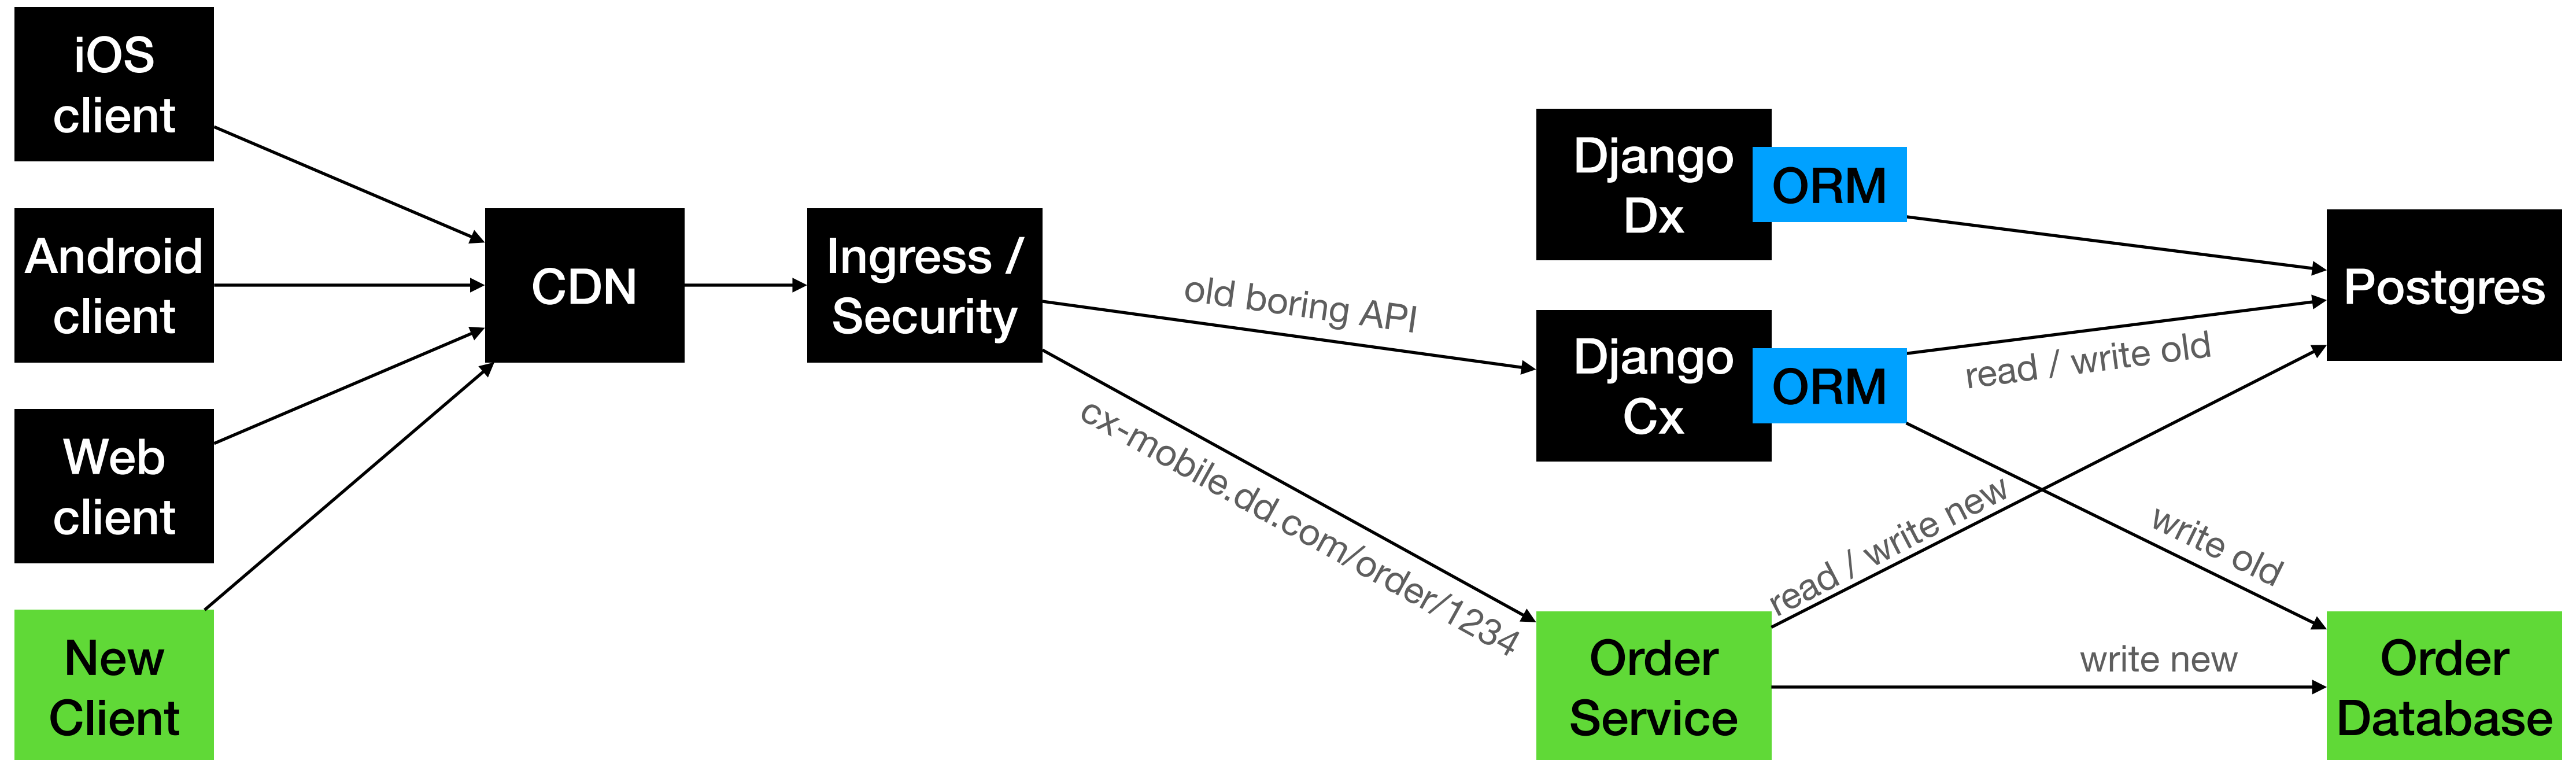 iOS
client
Android
client
Web
client
New
Client
CDN
Ingress /
Security
old boring API
cx-mobile.dd.com/order/1234
Django
Dx
ORM
Django
Cx
ORM
Order
Service
read / write old
read / write new
write old
write new
Postgres
Order
Database